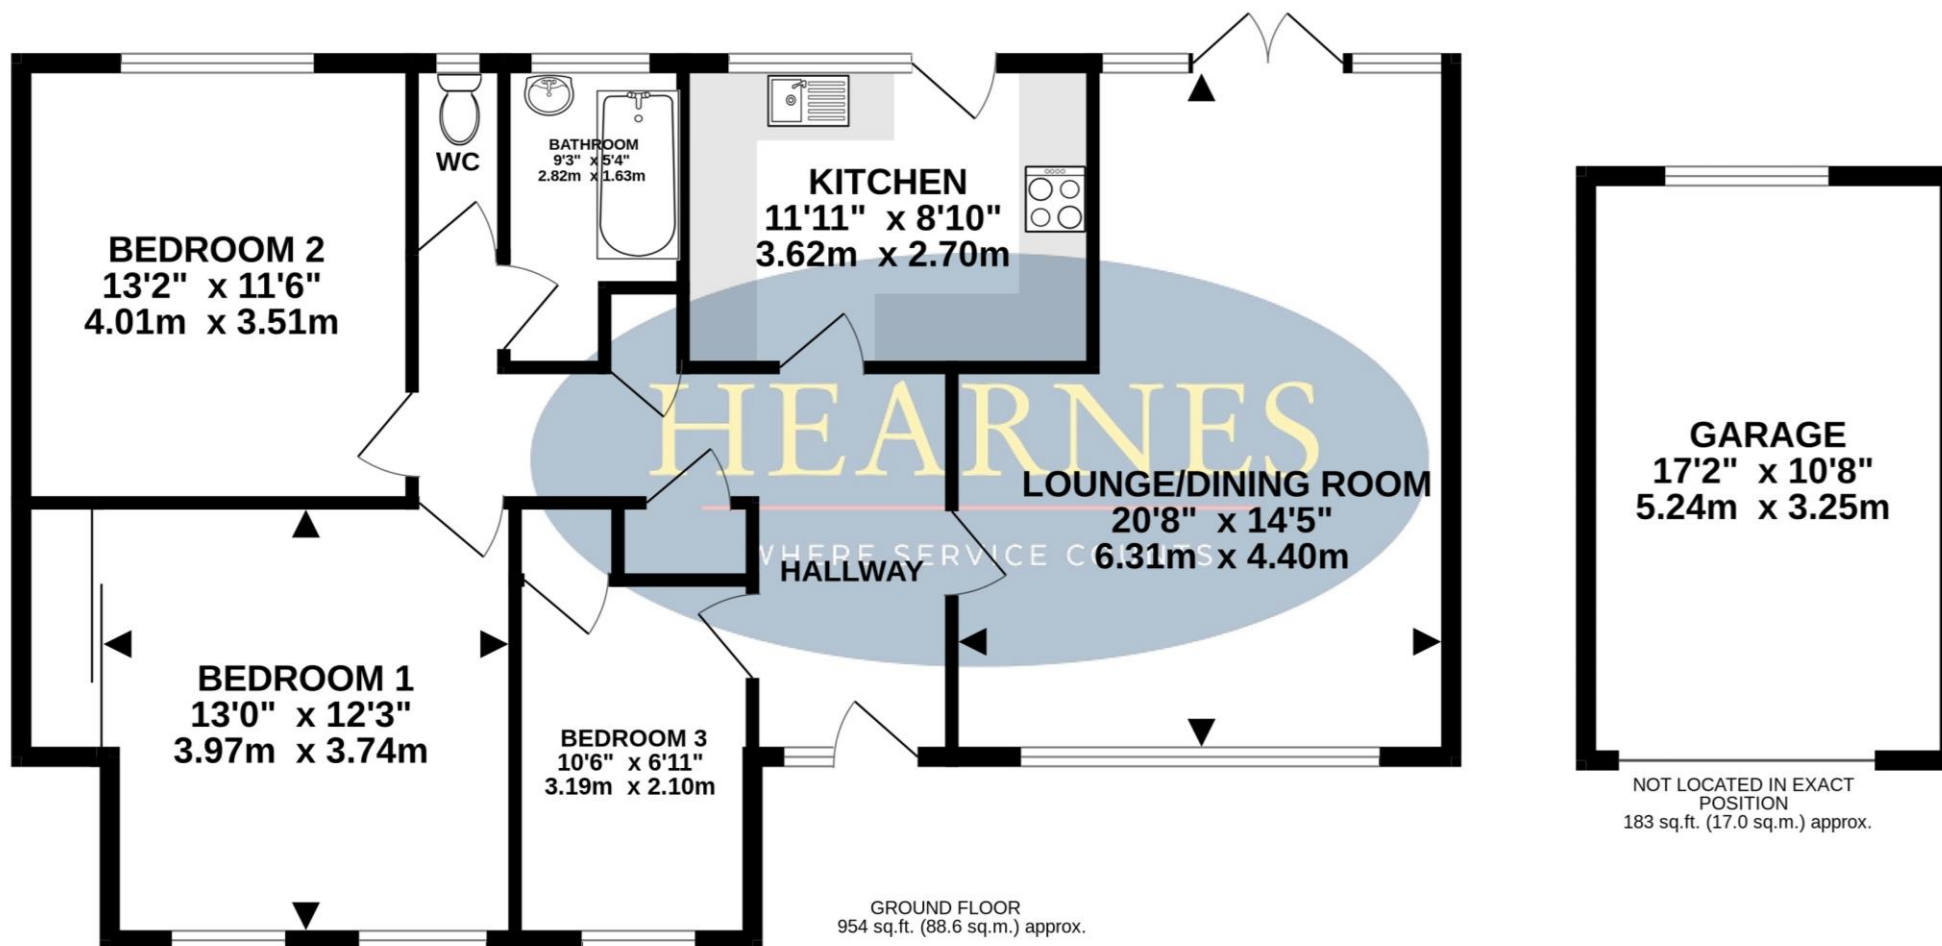 BEDROOM 2
13'2" x 11'6"
4.01m x 3.51m
WC
BATHROOM
9'3" x 5'4"
2.82m x 1.63m
KITCHEN
11'11" x 8'10"
3.62m x 2.70m
HEARNES
WHERE SERVICE COUNTS
LOUNGE/DINING ROOM
20'8" x 14'5"
6.31m x 4.40m
HALLWAY
BEDROOM 1
13'0" x 12'3"
3.97m x 3.74m
BEDROOM 3
10'6" x 6'11"
3.19m x 2.10m
GROUND FLOOR
954 sq.ft. (88.6 sq.m.) approx.
GARAGE
17'2" x 10'8"
5.24m x 3.25m
NOT LOCATED IN EXACT
POSITION
183 sq.ft. (17.0 sq.m.) approx.